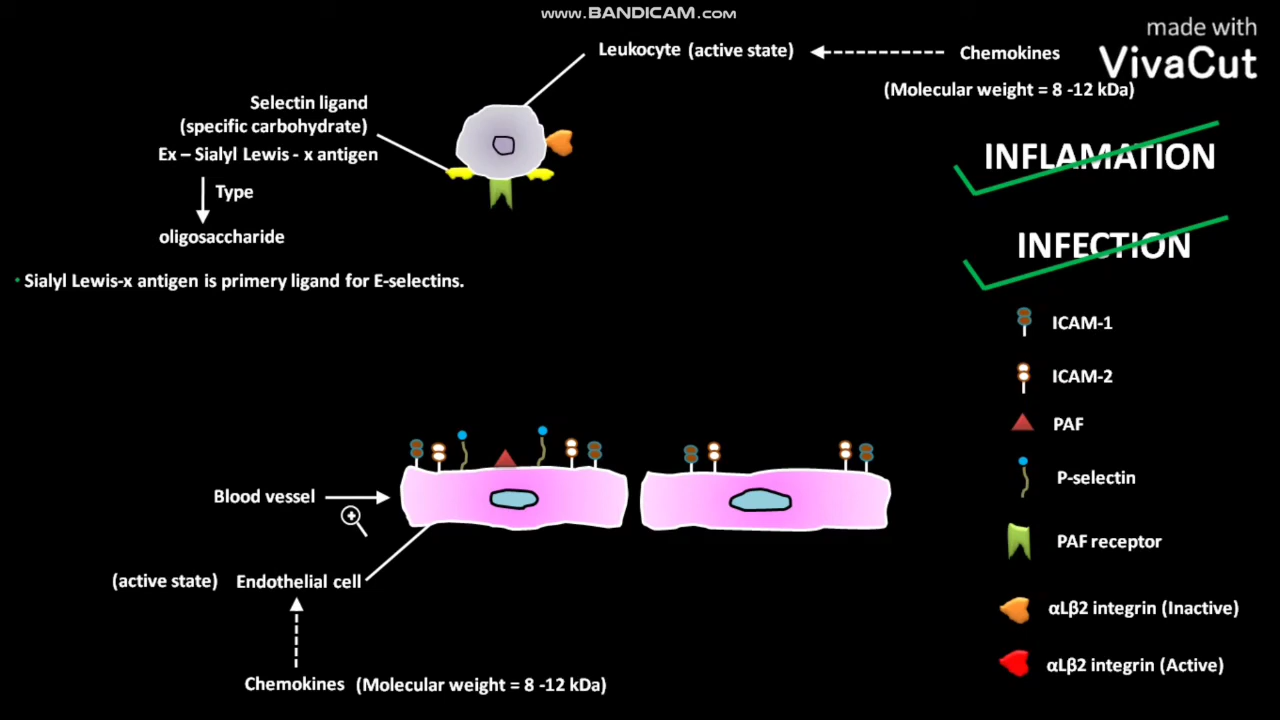 www.BANDICAM.com
made with
VivaCut
Leukocyte (active state)
Chemokines
(Molecular weight = 8 -12 kDa)
Selectin ligand
(specific carbohydrate)
Ex – Sialyl Lewis - x antigen
Type
oligosaccharide
• Sialyl Lewis-x antigen is primery ligand for E-selectins.
INFLAMATION
INFECTION
ICAM-1
ICAM-2
PAF
P-selectin
PAF receptor
αLβ2 integrin (Inactive)
αLβ2 integrin (Active)
Blood vessel
(active state) Endothelial cell
Chemokines (Molecular weight = 8 -12 kDa)